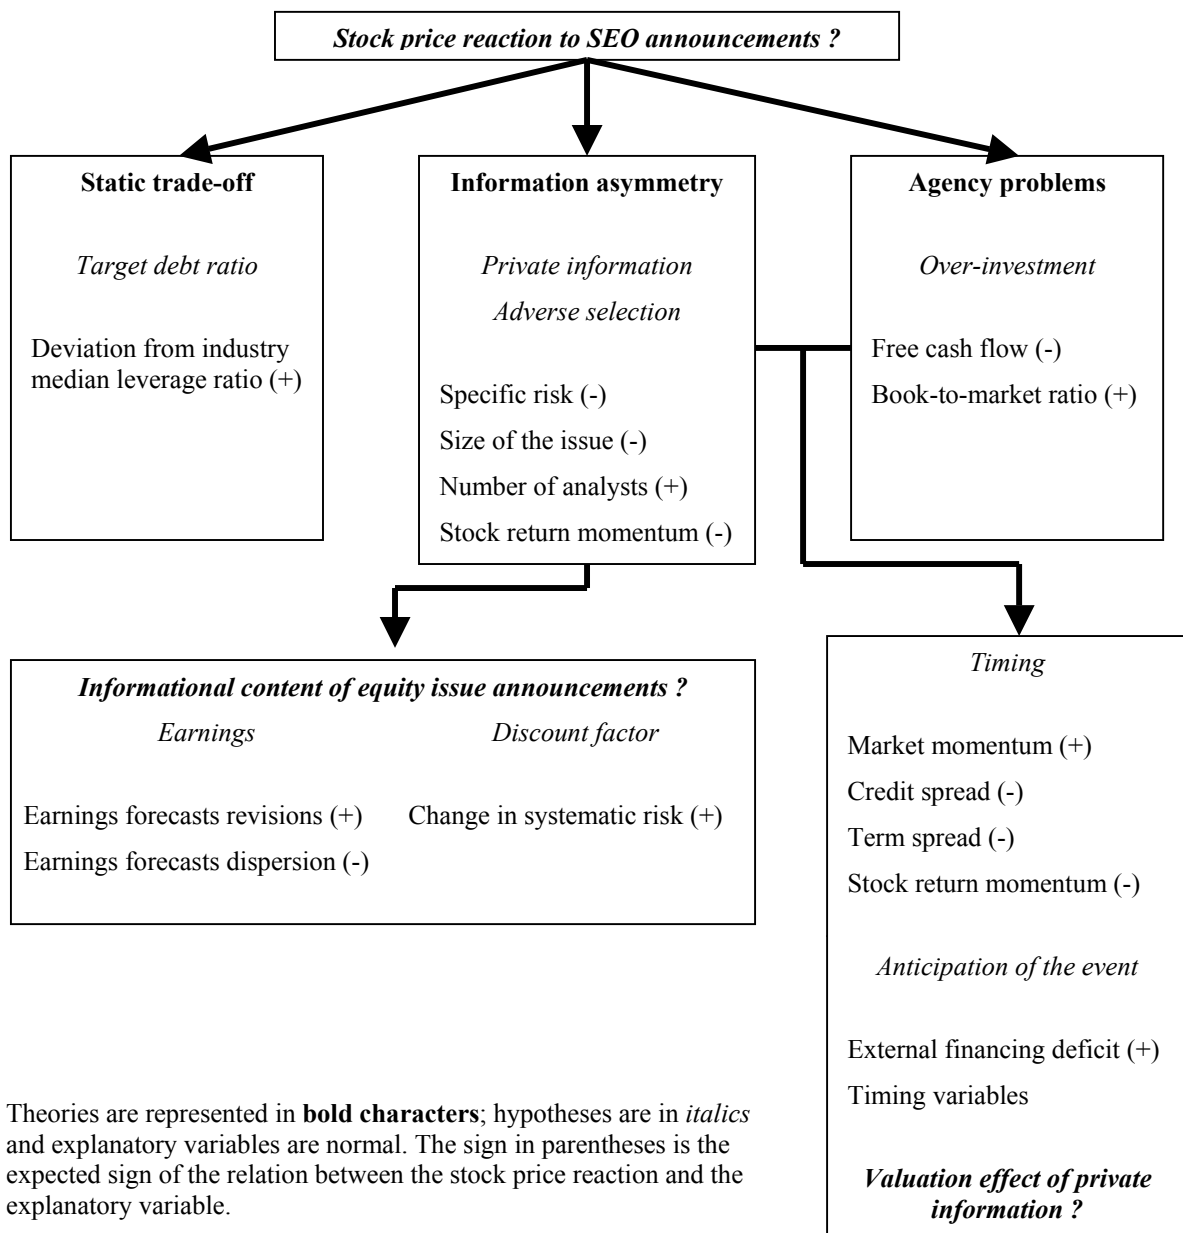 Stock price reaction to SEO announcements ?
Static trade-off
Target debt ratio
Deviation from industry
median leverage ratio (+)
Information asymmetry
Private information
Adverse selection
Specific risk (-)
Size of the issue (-)
Number of analysts (+)
Stock return momentum (-)
Agency problems
Over-investment
Free cash flow (-)
Book-to-market ratio (+)
Informational content of equity issue announcements ?
Earnings
Discount factor
Earnings forecasts revisions (+)
Change in systematic risk (+)
Earnings forecasts dispersion (-)
Timing
Market momentum (+)
Credit spread (-)
Term spread (-)
Stock return momentum (-)
Anticipation of the event
External financing deficit (+)
Timing variables
Valuation effect of private
information ?
Theories are represented in bold characters; hypotheses are in italics
and explanatory variables are normal. The sign in parentheses is the
expected sign of the relation between the stock price reaction and the
explanatory variable.